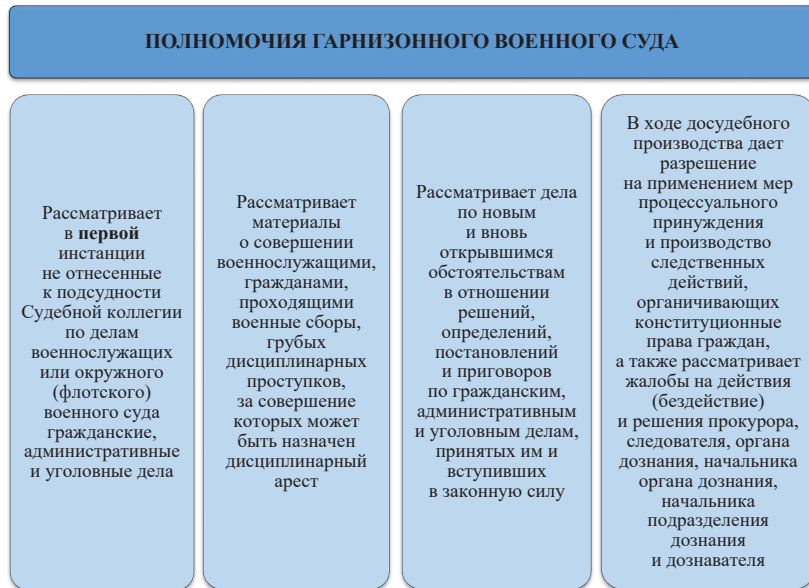 ПОЛНОМОЧИЯ ГАРНИЗОННОГО ВОЕННОГО СУДА
Рассматривает
в первой
инстанции
не отнесенные
к подсудности
Судебной коллегии
по делам
военнослужащих
или окружного
(флотского)
военного суда
гражданские,
административные
и уголовные дела
Рассматривает
материалы
о совершении
военнослужащими,
гражданами,
проходящими
военные сборы,
грубых
дисциплинарных
проступков,
за совершение
которых может
быть назначен
дисциплинарный
арест
Рассматривает дела
по новым
и вновь
открывшимся
обстоятельствам
в отношении
решений,
определений,
постановлений
и приговоров
по гражданским,
административным
и уголовным делам,
принятых им и
вступивших
в законную силу
В ходе досудебного
производства дает
разрешение
на применением мер
процессуального
принуждения
и производство
следственных
действий,
органичивающих
конституционные
права граждан,
а также рассматривает
жалобы на действия
(бездействие)
и решения прокурора,
следователя, органа
дознания, начальника
органа дознания,
начальника
подразделения
дознания
и дознавателя